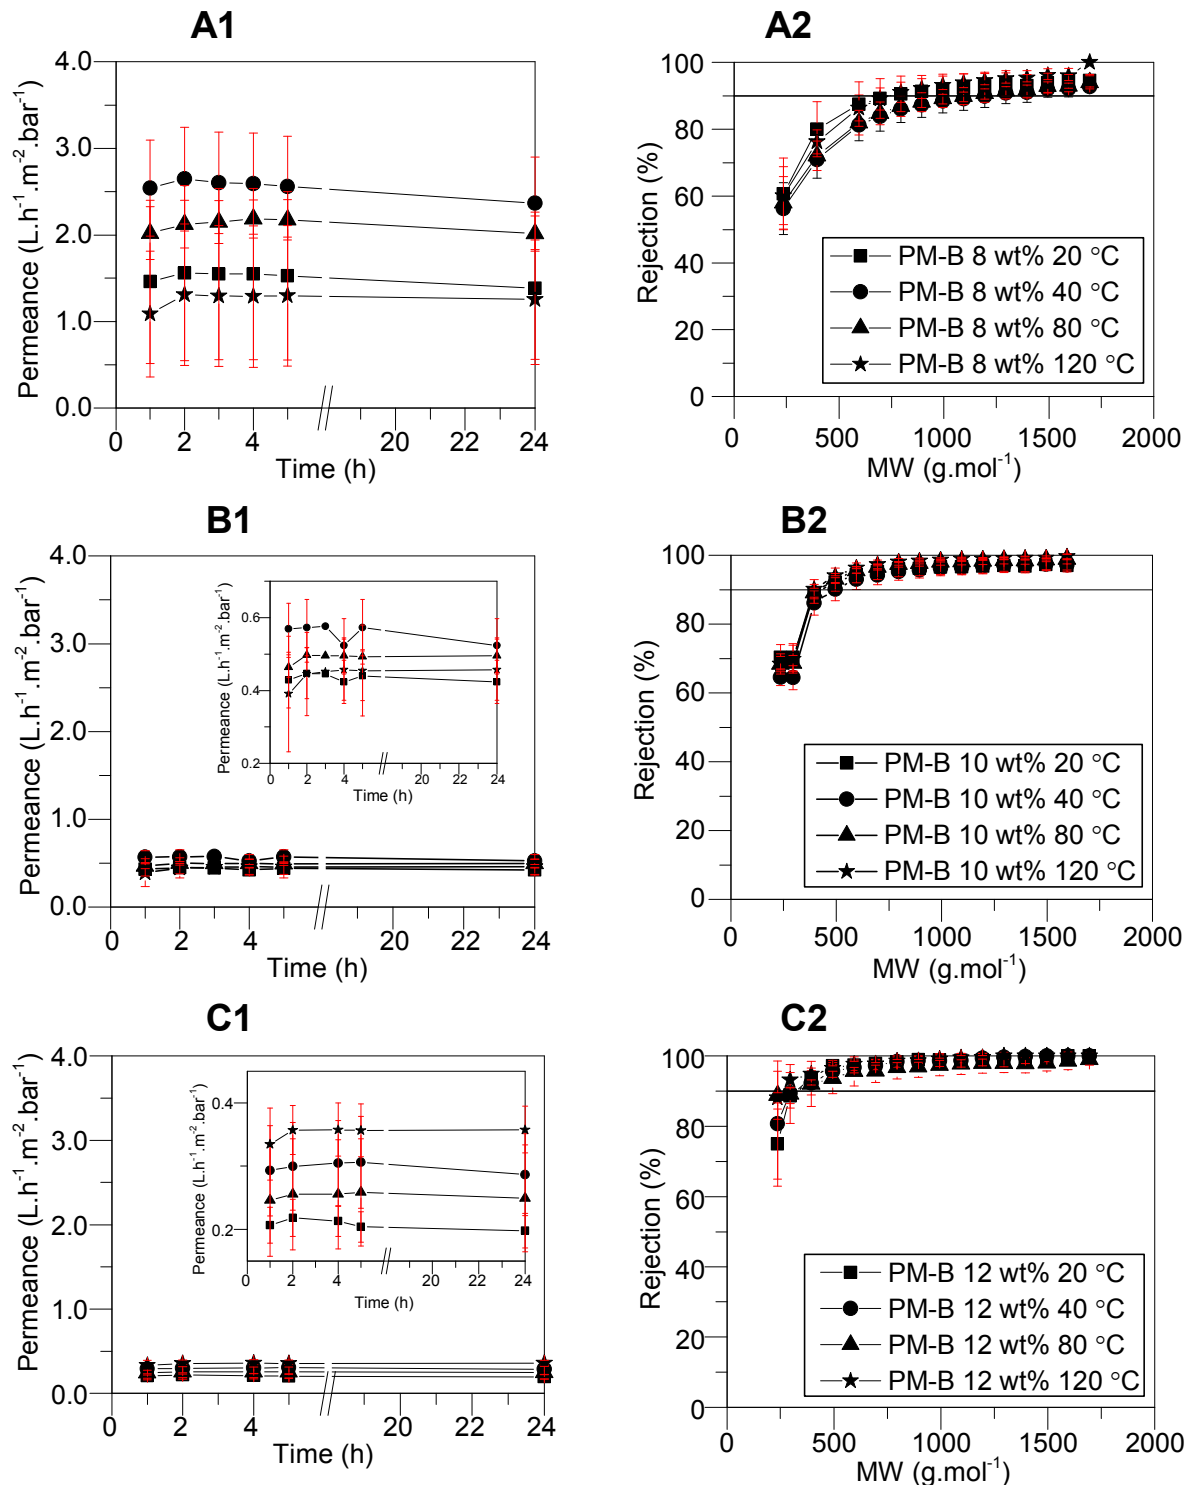 A1
4.0
3.0
2.0
1.0
0.0
0
2
4
20
22
24
Permeance (L.h⁻¹.m⁻².bar⁻¹)
Time (h)
A2
100
80
60
40
20
0
0
500
1000
1500
2000
Rejection (%)
MW (g.mol⁻¹)
PM-B 8 wt% 20 °C
PM-B 8 wt% 40 °C
PM-B 8 wt% 80 °C
PM-B 8 wt% 120 °C
B1
4.0
3.0
2.0
1.0
0.0
0
2
4
20
22
24
Permeance (L.h⁻¹.m⁻².bar⁻¹)
Time (h)
0.6
0.4
0.2
0
2
4
20
22
24
Permeance (L.h⁻¹.m⁻².bar⁻¹)
Time (h)
B2
100
80
60
40
20
0
0
500
1000
1500
2000
Rejection (%)
MW (g.mol⁻¹)
PM-B 10 wt% 20 °C
PM-B 10 wt% 40 °C
PM-B 10 wt% 80 °C
PM-B 10 wt% 120 °C
C1
4.0
3.0
2.0
1.0
0.0
0
2
4
20
22
24
Permeance (L.h⁻¹.m⁻².bar⁻¹)
Time (h)
0.4
0.2
0
2
4
20
22
24
Permeance (L.h⁻¹.m⁻².bar⁻¹)
Time (h)
C2
100
80
60
40
20
0
0
500
1000
1500
2000
Rejection (%)
MW (g.mol⁻¹)
PM-B 12 wt% 20 °C
PM-B 12 wt% 40 °C
PM-B 12 wt% 80 °C
PM-B 12 wt% 120 °C